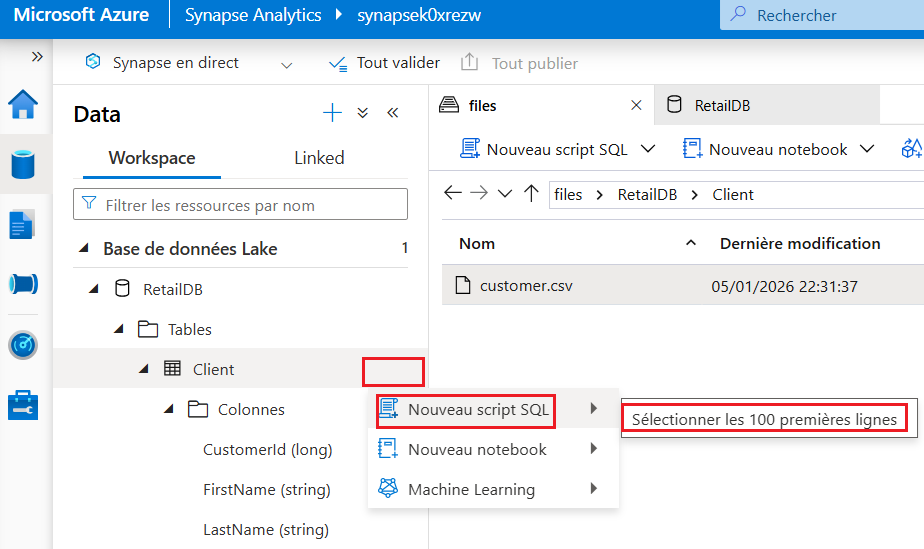 Microsoft Azure
Synapse Analytics
synapsek0xrezw
Rechercher
Synapse en direct
Tout valider
Tout publier
Data
Workspace
Linked
Filtrer les ressources par nom
Base de données Lake
1
RetailDB
Tables
Client
Colonnes
CustomerId (long)
FirstName (string)
LastName (string)
files
RetailDB
Nouveau script SQL
Nouveau notebook
files
RetailDB
Client
Nom
Dernière modification
customer.csv
05/01/2026 22:31:37
Nouveau script SQL
Nouveau notebook
Machine Learning
Sélectionner les 100 premières lignes